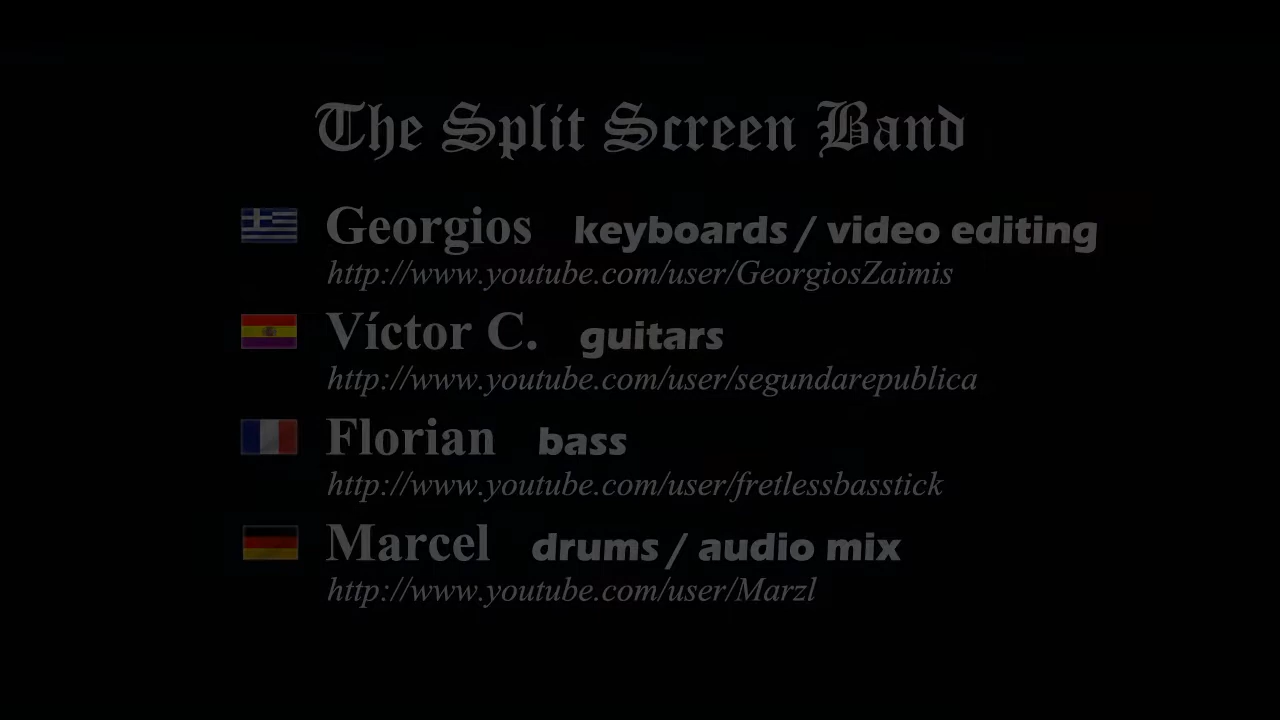 The Split Screen Band
Georgios keyboards / video editing
http://www.youtube.com/user/GeorgiosZaimis
Víctor C. guitars
http://www.youtube.com/user/segundarepublica
Florian bass
http://www.youtube.com/user/fretlessbasstick
Marcel drums / audio mix
http://www.youtube.com/user/Marzl